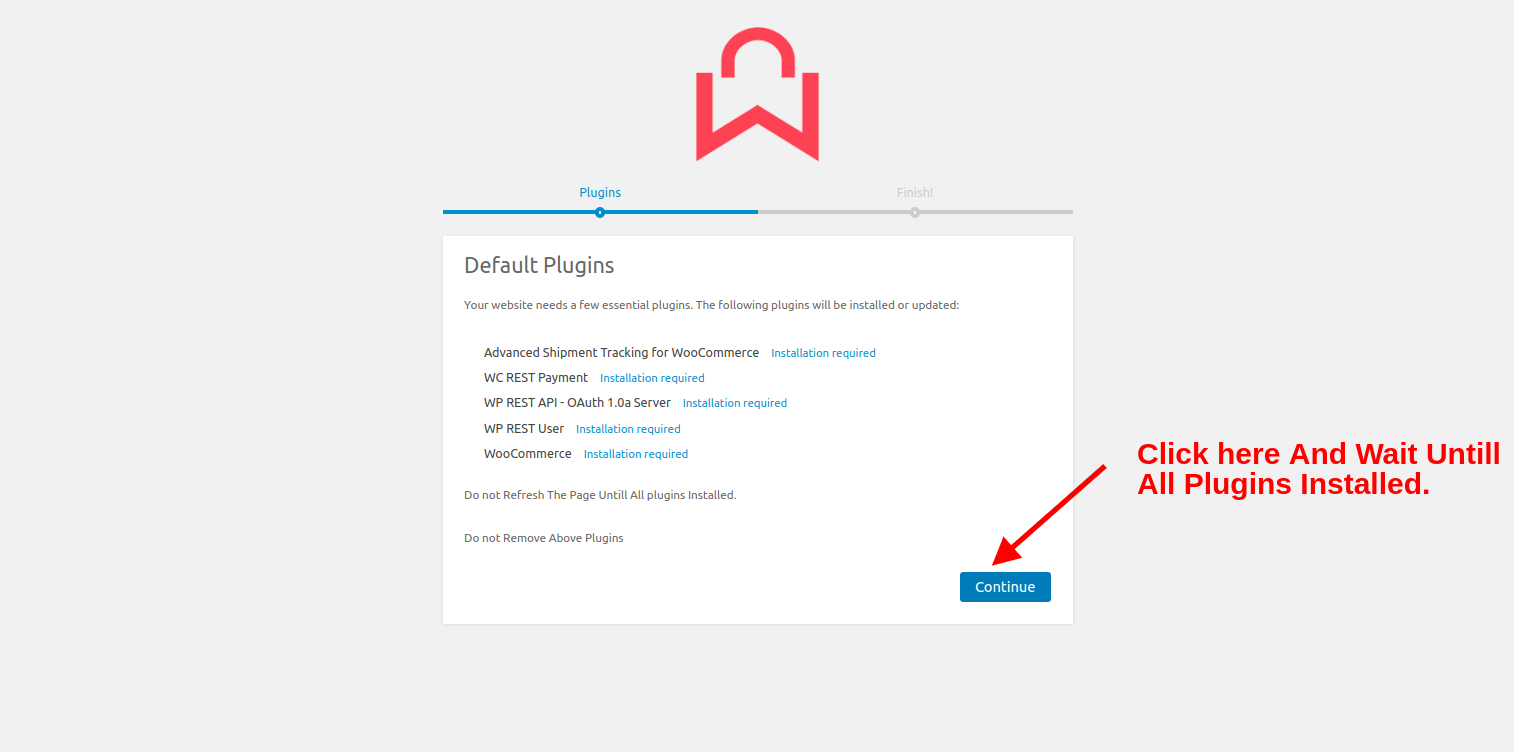 Plugins
Finish!
Default Plugins
Your website needs a few essential plugins. The following plugins will be installed or updated:
Advanced Shipment Tracking for WooCommerce Installation required
WC REST Payment Installation required
WP REST API - OAuth 1.0a Server Installation required
WP REST User Installation required
WooCommerce Installation required
Do not Refresh The Page Untill All plugins Installed.
Do not Remove Above Plugins
Continue
Click here And Wait Untill
All Plugins Installed.